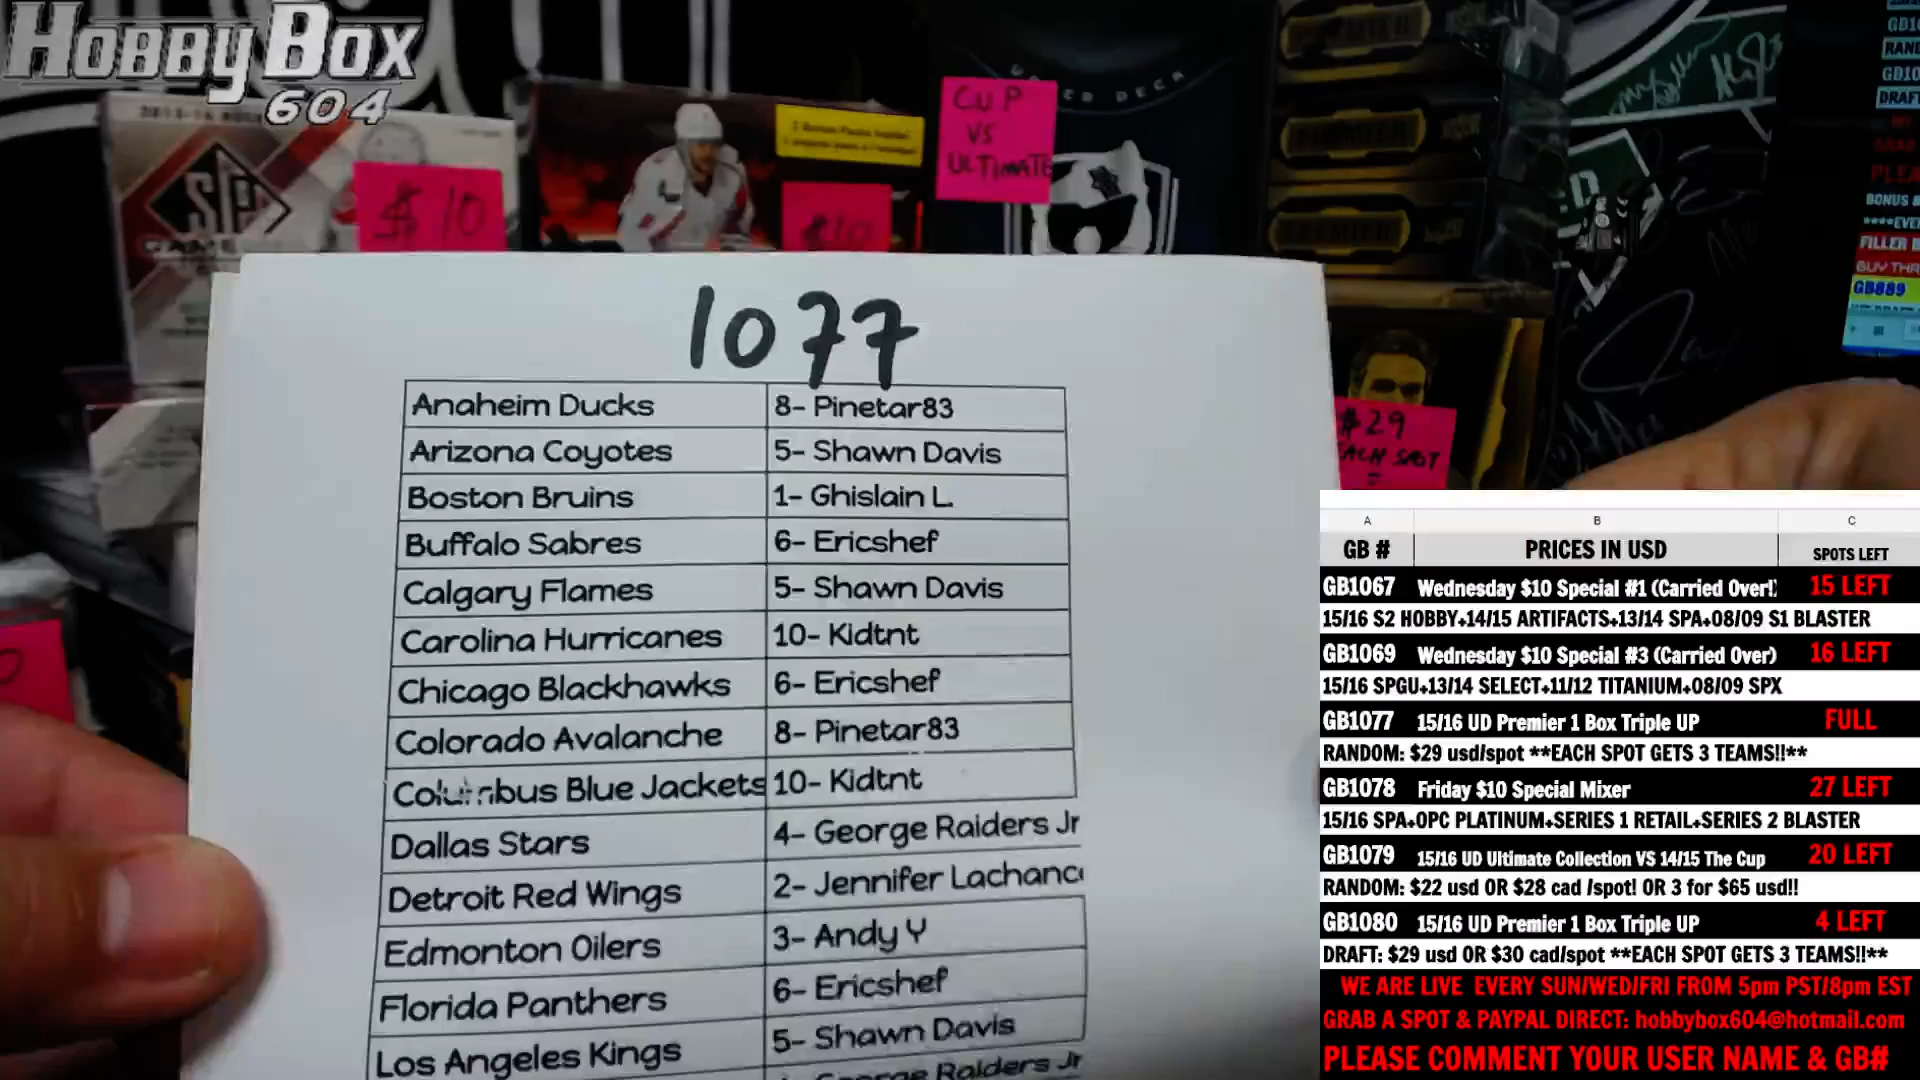 HOBBY BOX
604
$10
$10
CUP
VS
ULTIMATE
PREMIER
PREMIER
PREMIER
$29
EACH SPOT
1077
Anaheim Ducks 8- Pinetar83
Arizona Coyotes 5- Shawn Davis
Boston Bruins 1- Ghislain L.
Buffalo Sabres 6- Ericshef
Calgary Flames 5- Shawn Davis
Carolina Hurricanes 10- Kidtnt
Chicago Blackhawks 6- Ericshef
Colorado Avalanche 8- Pinetar83
Columbus Blue Jackets 10- Kidtnt
Dallas Stars 4- George Raiders Jr
Detroit Red Wings 2- Jennifer Lachanc
Edmonton Oilers 3- Andy Y
Florida Panthers 6- Ericshef
Los Angeles Kings 5- Shawn Davis
George Raiders Jr
GB889
A B C
GB # PRICES IN USD SPOTS LEFT
GB1067 Wednesday $10 Special #1 (Carried Over!) 15 LEFT
15/16 S2 HOBBY+14/15 ARTIFACTS+13/14 SPA+08/09 S1 BLASTER
GB1069 Wednesday $10 Special #3 (Carried Over) 16 LEFT
15/16 SPGU+13/14 SELECT+11/12 TITANIUM+08/09 SPX
GB1077 15/16 UD Premier 1 Box Triple UP FULL
RANDOM: $29 usd/spot **EACH SPOT GETS 3 TEAMS!!**
GB1078 Friday $10 Special Mixer 27 LEFT
15/16 SPA+OPC PLATINUM+SERIES 1 RETAIL+SERIES 2 BLASTER
GB1079 15/16 UD Ultimate Collection VS 14/15 The Cup 20 LEFT
RANDOM: $22 usd OR $28 cad /spot! OR 3 for $65 usd!!
GB1080 15/16 UD Premier 1 Box Triple UP 4 LEFT
DRAFT: $29 usd OR $30 cad/spot **EACH SPOT GETS 3 TEAMS!!**
WE ARE LIVE EVERY SUN/WED/FRI FROM 5pm PST/8pm EST
GRAB A SPOT & PAYPAL DIRECT: hobbybox604@hotmail.com
PLEASE COMMENT YOUR USER NAME & GB#